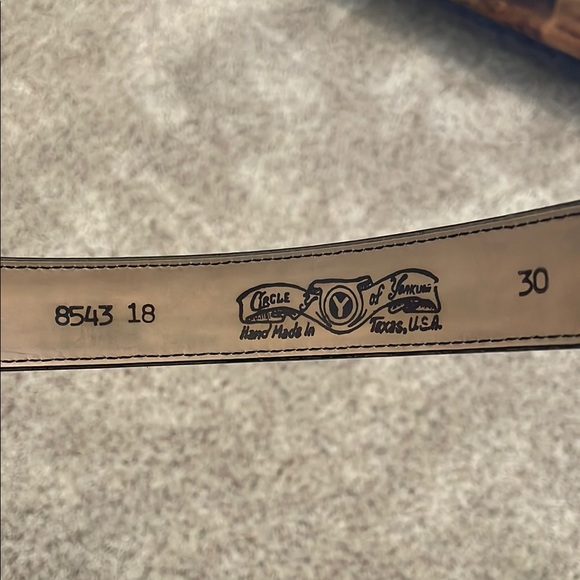 8543 18
CIRCLE Y of YOAKUM
Hand Made In TEXAS, U.S.A.
30